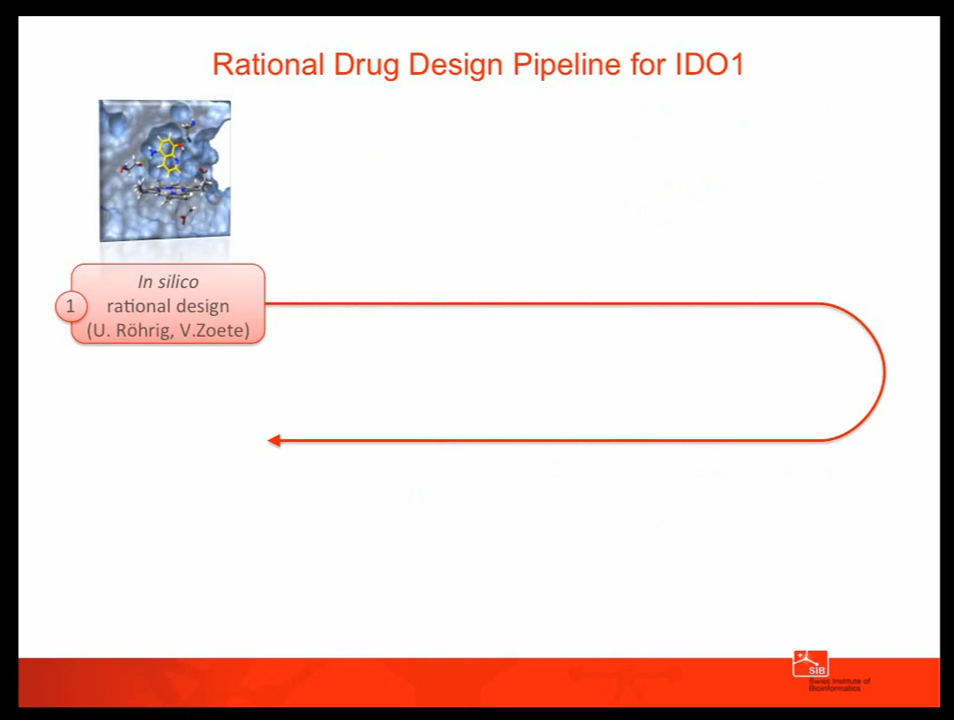 Rational Drug Design Pipeline for IDO1
In silico
1
rational design
(U. Röhrig, V.Zoete)
SIB
Swiss Institute of
Bioinformatics